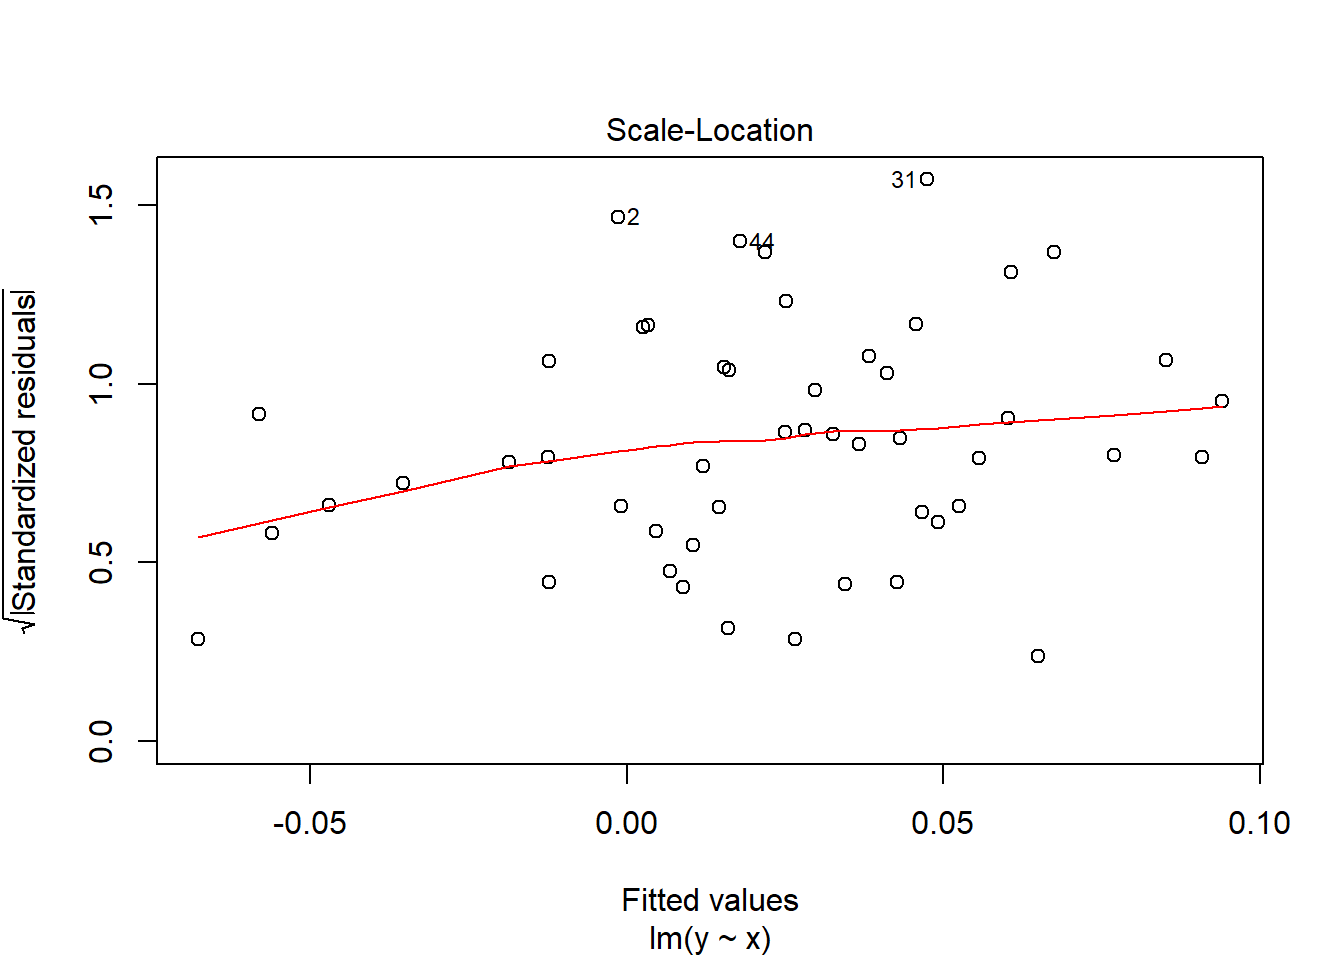 Scale-Location
√|Standardized residuals|
1.5
1.0
0.5
0.0
31
2
44
-0.05 0.00 0.05 0.10
Fitted values
lm(y ~ x)